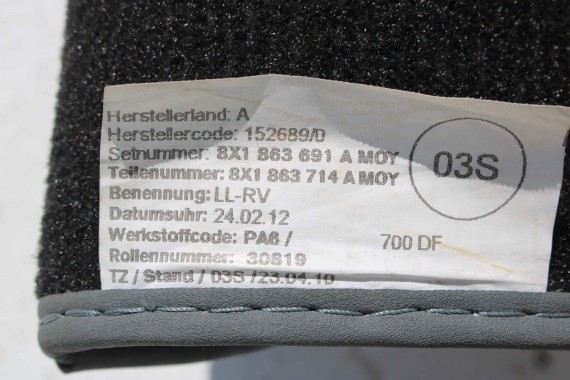 Herstellerland: A
Herstellercode: 152689/D
Setnummer: 8X1 863 691 A MOY
Teilenummer: 8X1 863 714 A MOY
03S
Benennung: LL-RV
Datumsuhr: 24.02.12
Werkstoffcode: PA6 / 700 DF
Rollennummer: 30819
TZ / Stand / 03S /23.04.10